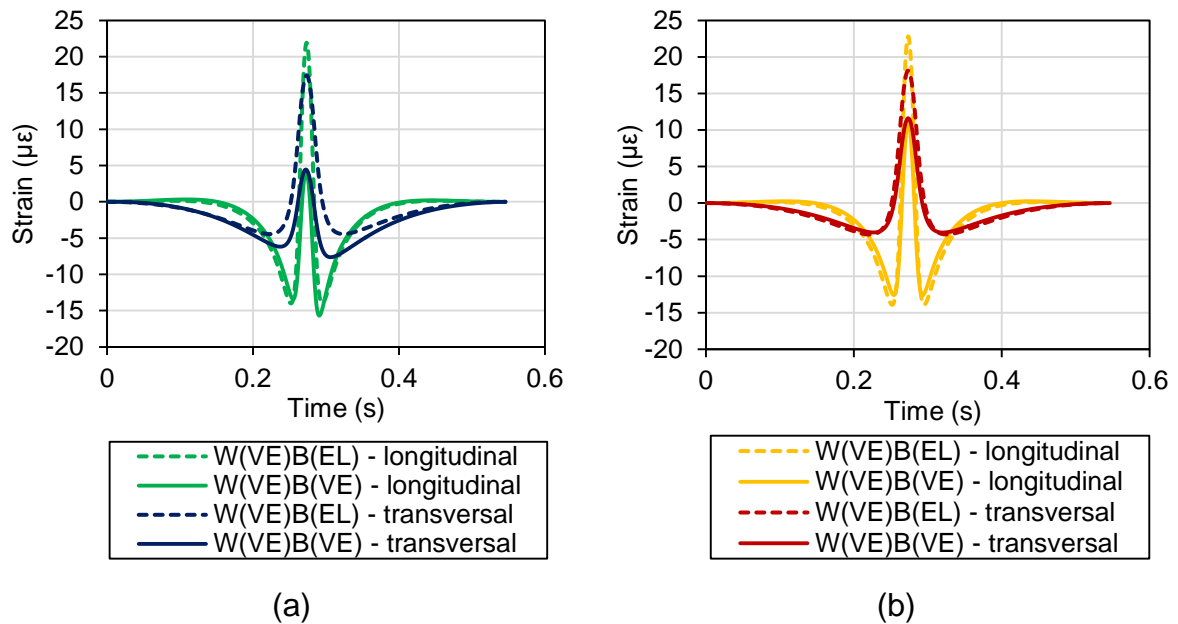 25
20
15
10
5
0
-5
-10
-15
-20
Strain (µε)
0
0.2
0.4
0.6
Time (s)
W(VE)B(EL) - longitudinal
W(VE)B(VE) - longitudinal
W(VE)B(EL) - transversal
W(VE)B(VE) - transversal
(a)
25
20
15
10
5
0
-5
-10
-15
-20
Strain (µε)
0
0.2
0.4
0.6
Time (s)
W(VE)B(EL) - longitudinal
W(VE)B(VE) - longitudinal
W(VE)B(EL) - transversal
W(VE)B(VE) - transversal
(b)